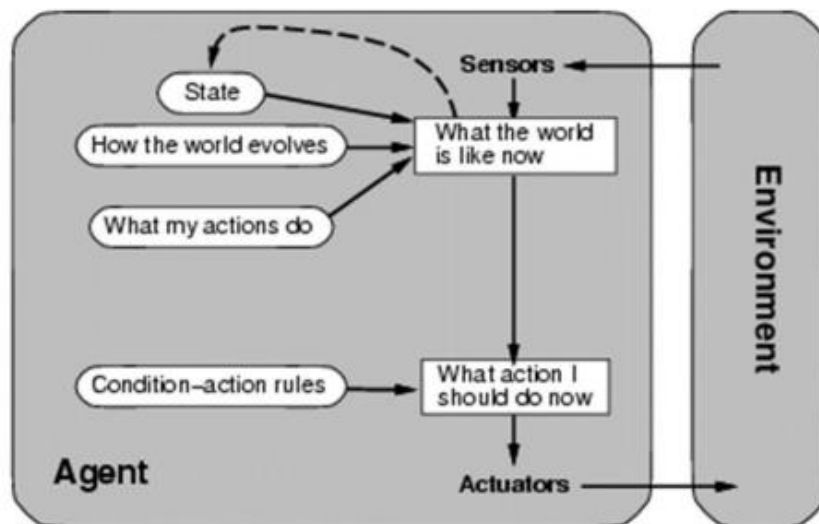 Sensors
State
What the world
is like now
How the world evolves
What my actions do
Condition–action rules
What action I
should do now
Agent
Actuators
Environment